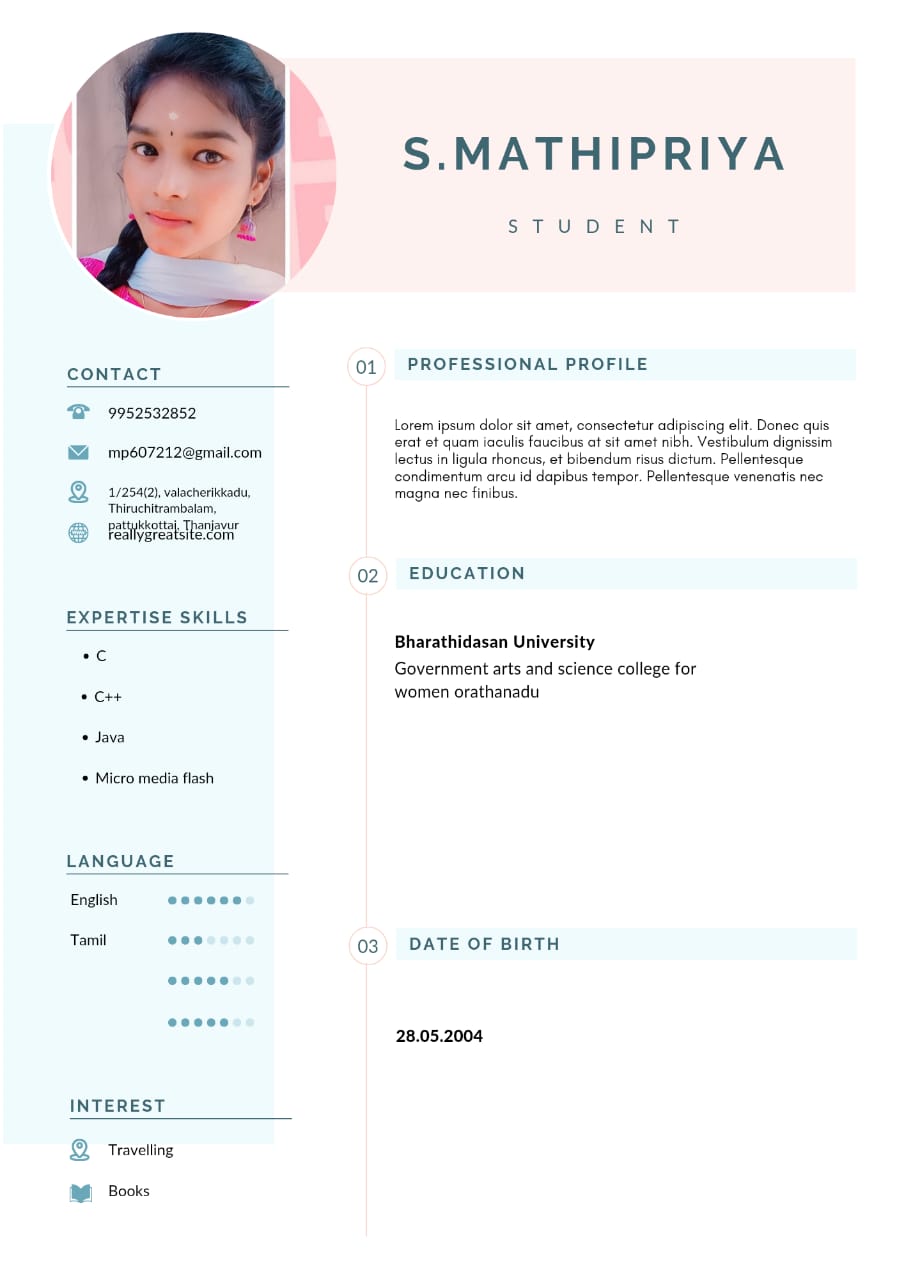 S.MATHIPRIYA
STUDENT
CONTACT
9952532852
mp607212@gmail.com
1/254(2), valacherikkadu,
Thiruchitrambalam,
pattukkottai, Thanjavur
reallygreatsite.com
EXPERTISE SKILLS
• C
• C++
• Java
• Micro media flash
LANGUAGE
English
Tamil
INTEREST
Travelling
Books
01 PROFESSIONAL PROFILE
Lorem ipsum dolor sit amet, consectetur adipiscing elit. Donec quis
erat et quam iaculis faucibus at sit amet nibh. Vestibulum dignissim
lectus in ligula rhoncus, et bibendum risus dictum. Pellentesque
condimentum arcu id dapibus tempor. Pellentesque venenatis nec
magna nec finibus.
02 EDUCATION
Bharathidasan University
Government arts and science college for
women orathanadu
03 DATE OF BIRTH
28.05.2004